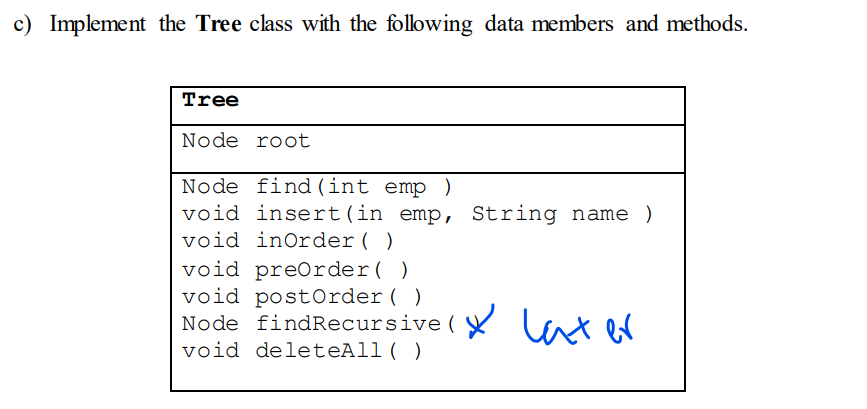 c) Implement the Tree class with the following data members and methods.
Tree
Node root
Node find(int emp )
void insert(in emp, String name )
void inOrder( )
void preOrder( )
void postOrder( )
Node findRecursive(
void deleteAll( )